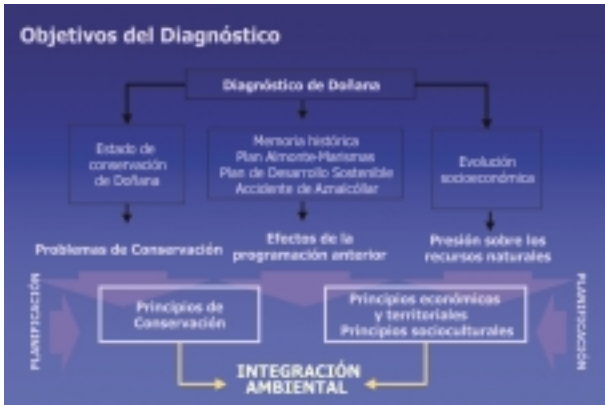 Objetivos del Diagnóstico
Diagnóstico de Doñana
Estado de
conservación
de Doñana
Memoria histórica
Plan Almonte-Marismas
Plan de Desarrollo Sostenible
Accidente de Aznalcóllar
Evolución
socioeconómica
Problemas de Conservación
Efectos de la
programación anterior
Presión sobre los
recursos naturales
PLANIFICACIÓN
Principios de
Conservación
Principios económicos
y territoriales
Principios socioculturales
PLANIFICACIÓN
INTEGRACIÓN
AMBIENTAL